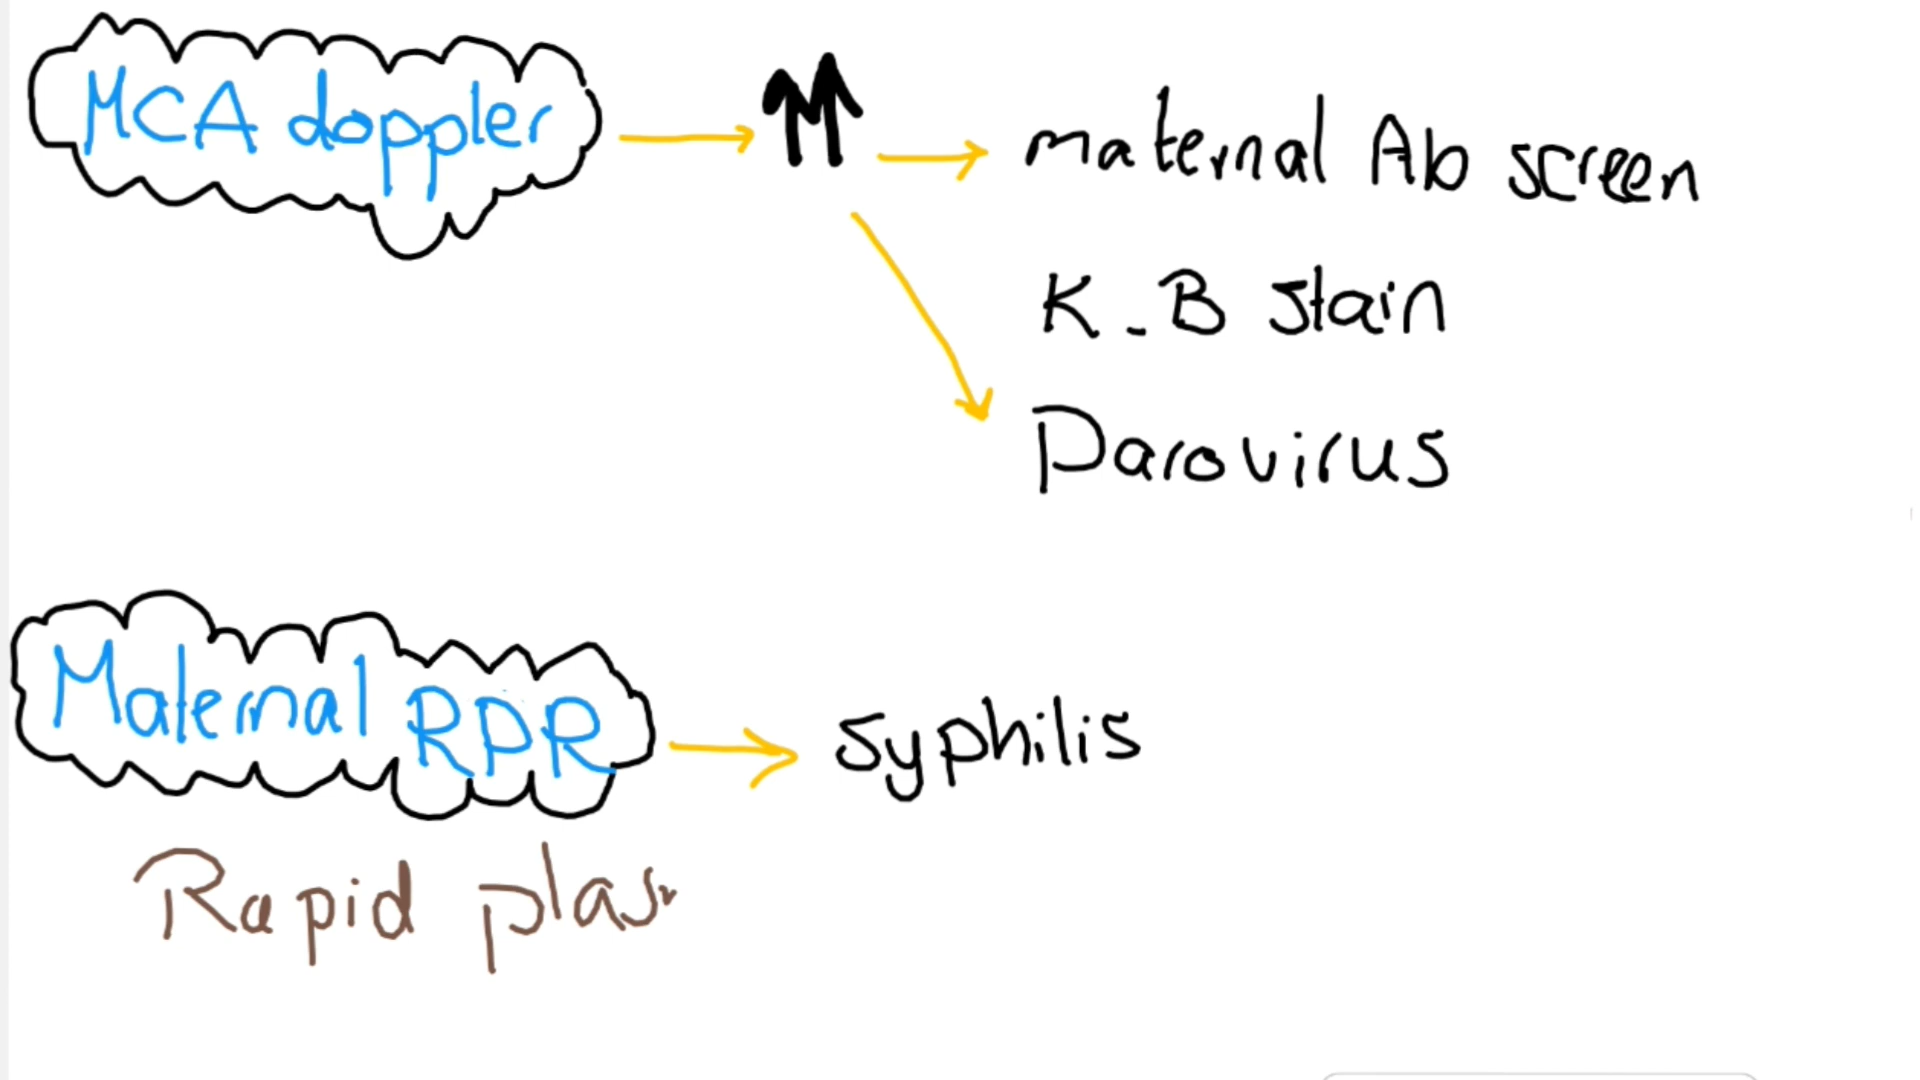 MCA doppler
maternal Ab screen
K-B stain
Parovirus
Maternal RPR
syphilis
Rapid plas